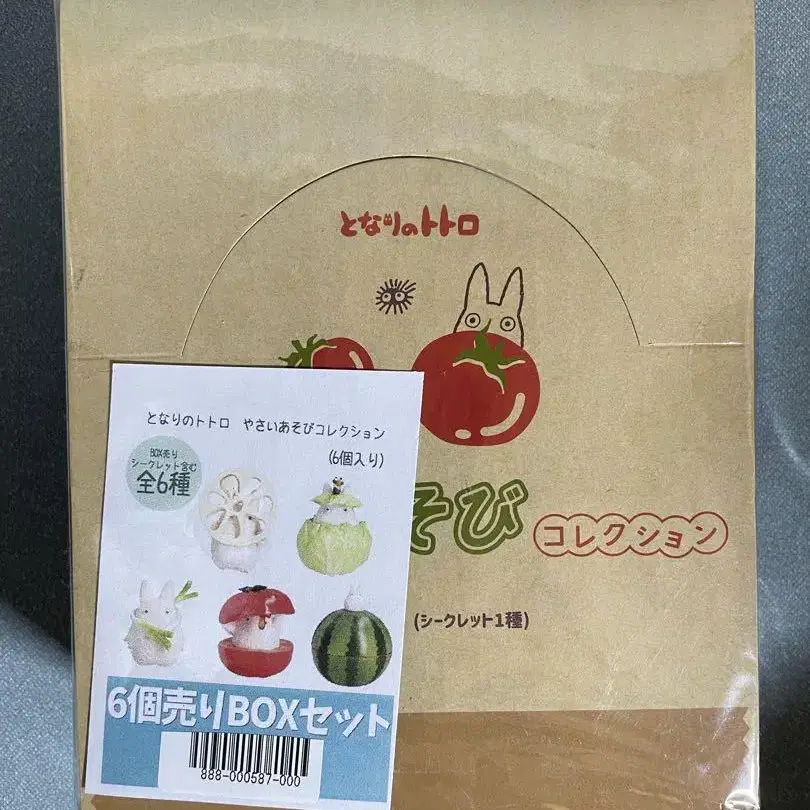 となりのトトロ
そび
コレクション
(シークレット1種)
となりのトトロ やさいあそびコレクション
(6個入り)
BOX売り
シークレット含む
全6種
6個売りBOXセット
888-000587-000